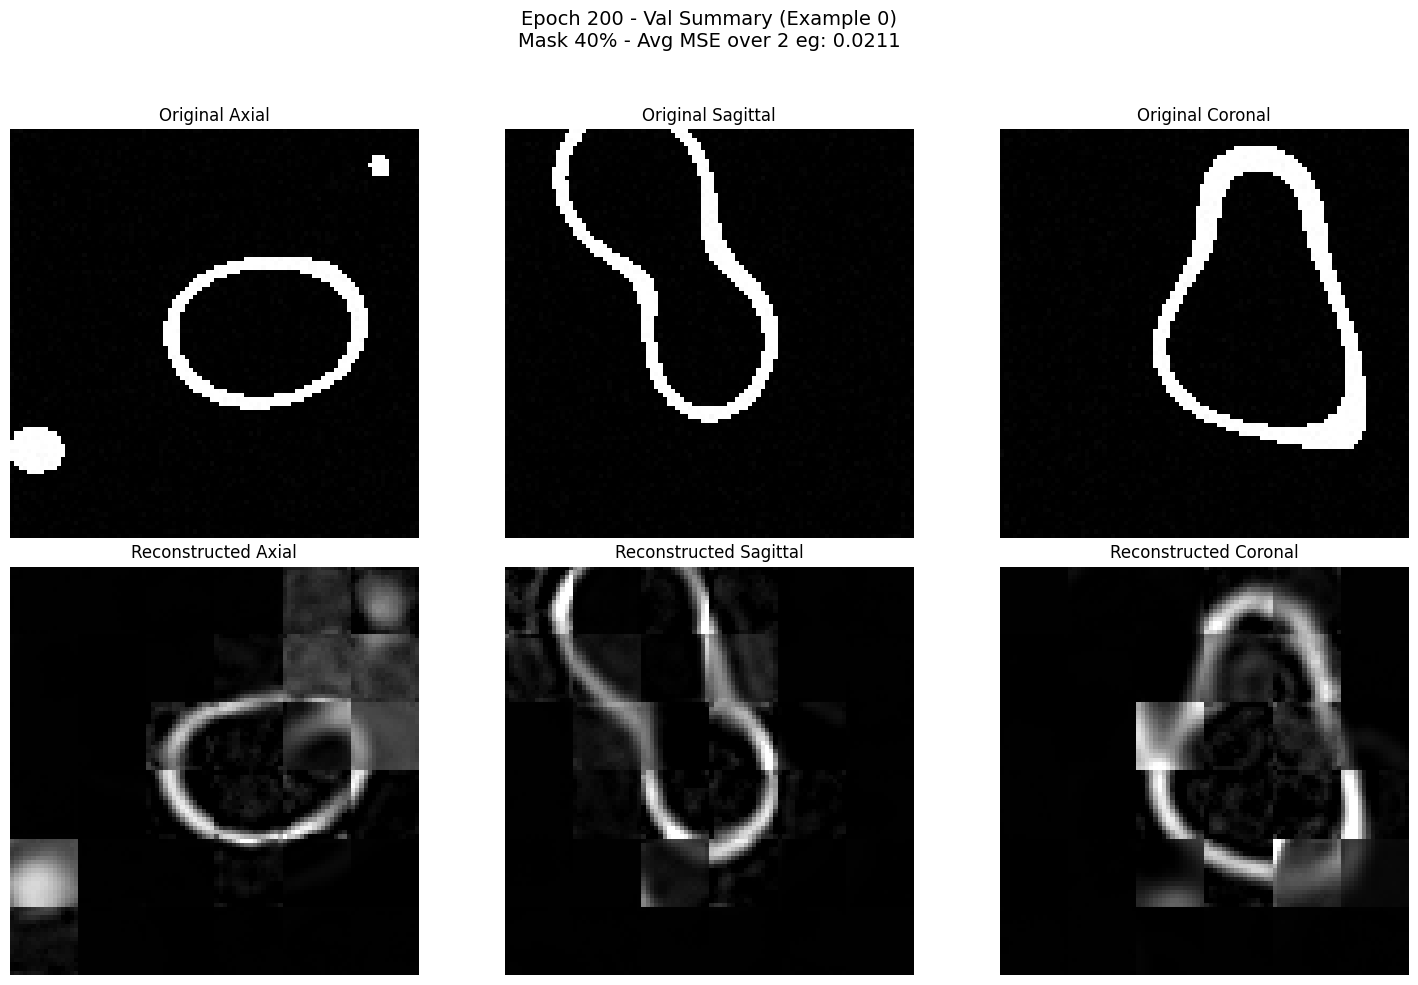 Epoch 200 - Val Summary (Example 0)
Mask 40% - Avg MSE over 2 eg: 0.0211
Original Axial
Original Sagittal
Original Coronal
Reconstructed Axial
Reconstructed Sagittal
Reconstructed Coronal